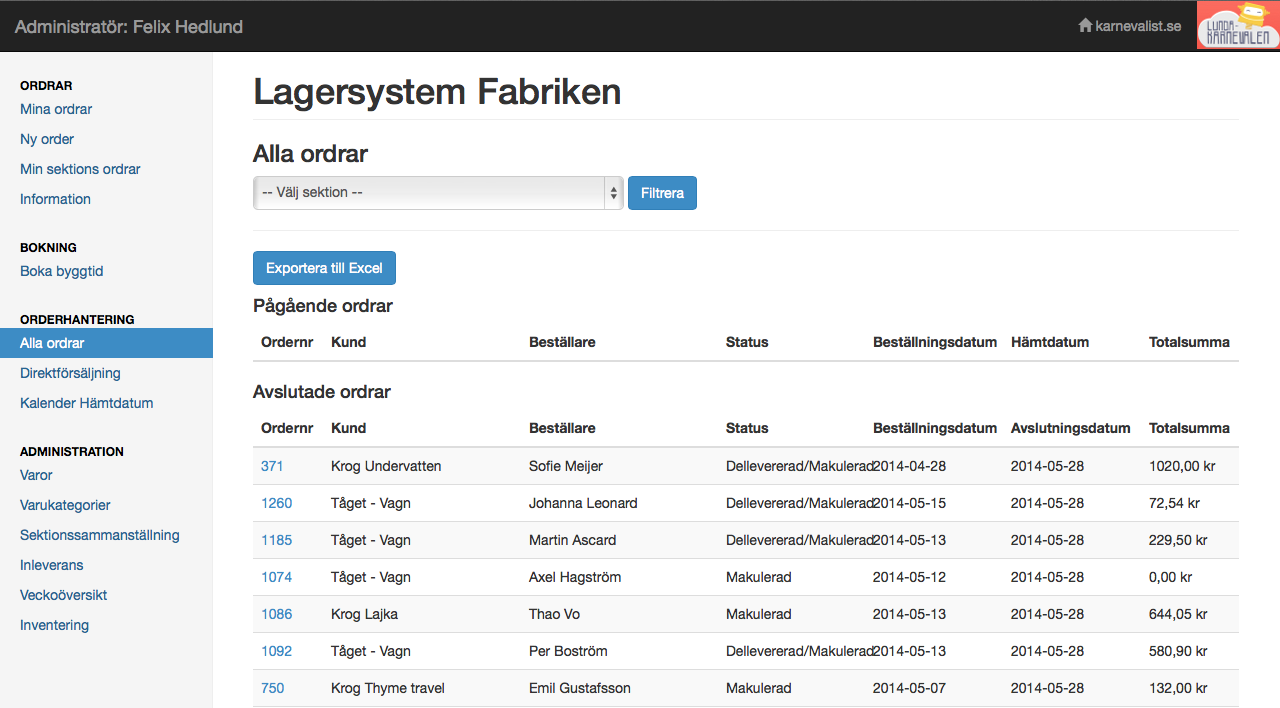 Administratör: Felix Hedlund
karnevalist.se
LUNDA-
KARNEVALEN
ORDRAR
Mina ordrar
Ny order
Min sektions ordrar
Information
BOKNING
Boka byggtid
ORDERHANTERING
Alla ordrar
Direktförsäljning
Kalender Hämtdatum
ADMINISTRATION
Varor
Varukategorier
Sektionssammanställning
Inleverans
Veckoöversikt
Inventering
Lagersystem Fabriken
Alla ordrar
-- Välj sektion --
Filtrera
Exportera till Excel
Pågående ordrar
Ordernr Kund Beställare Status Beställningsdatum Hämtdatum Totalsumma
Avslutade ordrar
Ordernr Kund Beställare Status Beställningsdatum Avslutningsdatum Totalsumma
371 Krog Undervatten Sofie Meijer Dellevererad/Makulerad 2014-04-28 2014-05-28 1020,00 kr
1260 Tåget - Vagn Johanna Leonard Dellevererad/Makulerad 2014-05-15 2014-05-28 72,54 kr
1185 Tåget - Vagn Martin Ascard Dellevererad/Makulerad 2014-05-13 2014-05-28 229,50 kr
1074 Tåget - Vagn Axel Hagström Makulerad 2014-05-12 2014-05-28 0,00 kr
1086 Krog Lajka Thao Vo Makulerad 2014-05-13 2014-05-28 644,05 kr
1092 Tåget - Vagn Per Boström Dellevererad/Makulerad 2014-05-13 2014-05-28 580,90 kr
750 Krog Thyme travel Emil Gustafsson Makulerad 2014-05-07 2014-05-28 132,00 kr